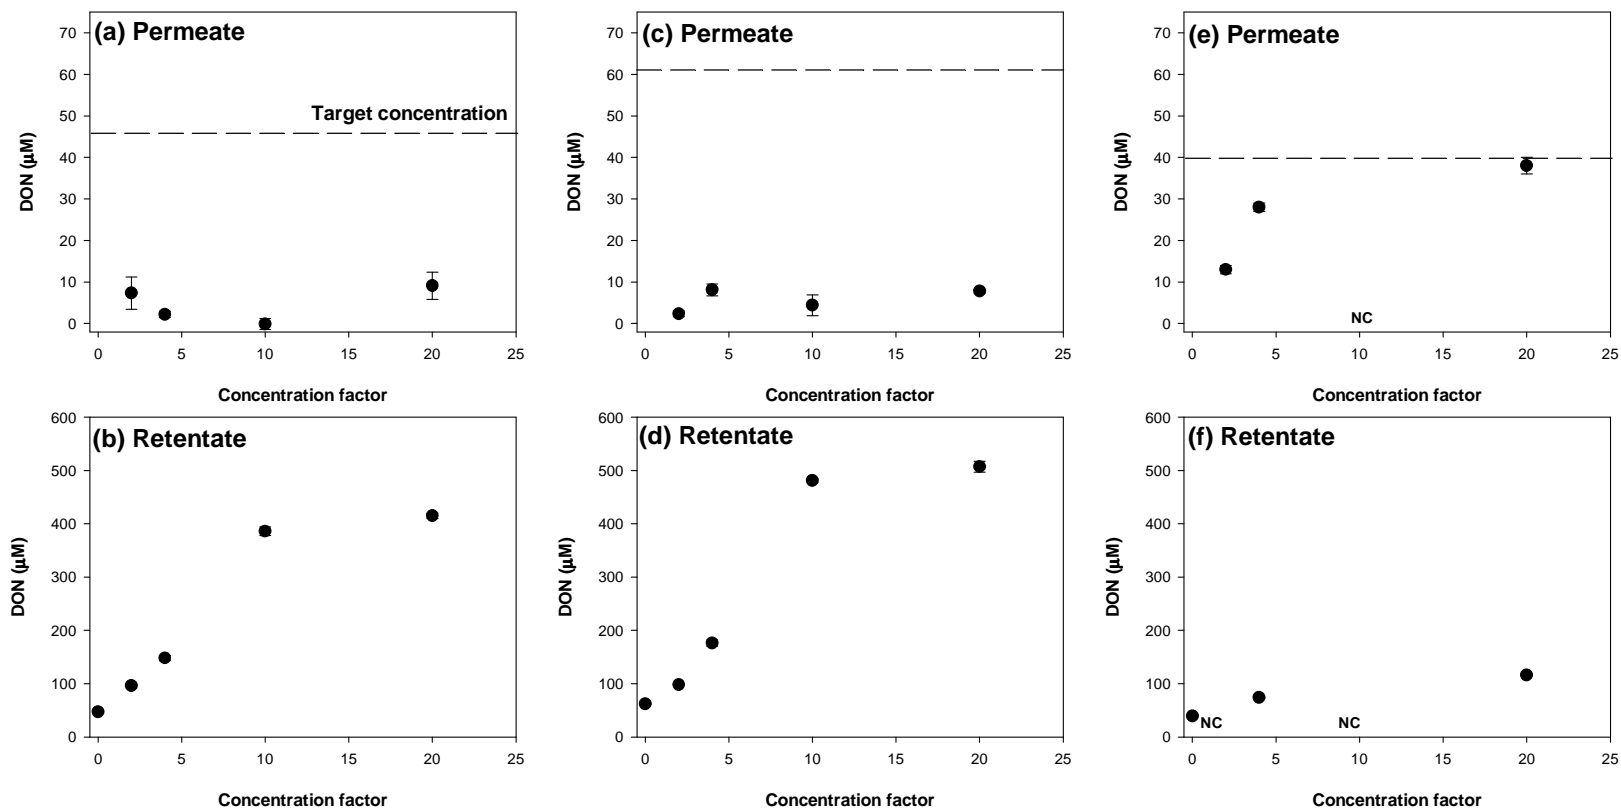 (a) Permeate
Target concentration
DON (µM)
70
60
50
40
30
20
10
0
0 5 10 15 20 25
Concentration factor
(c) Permeate
DON (µM)
70
60
50
40
30
20
10
0
0 5 10 15 20 25
Concentration factor
(e) Permeate
DON (µM)
70
60
50
40
30
20
10
0
NC
0 5 10 15 20 25
Concentration factor
(b) Retentate
DON (µM)
600
500
400
300
200
100
0
0 5 10 15 20 25
Concentration factor
(d) Retentate
DON (µM)
600
500
400
300
200
100
0
0 5 10 15 20 25
Concentration factor
(f) Retentate
DON (µM)
600
500
400
300
200
100
0
NC NC
0 5 10 15 20 25
Concentration factor